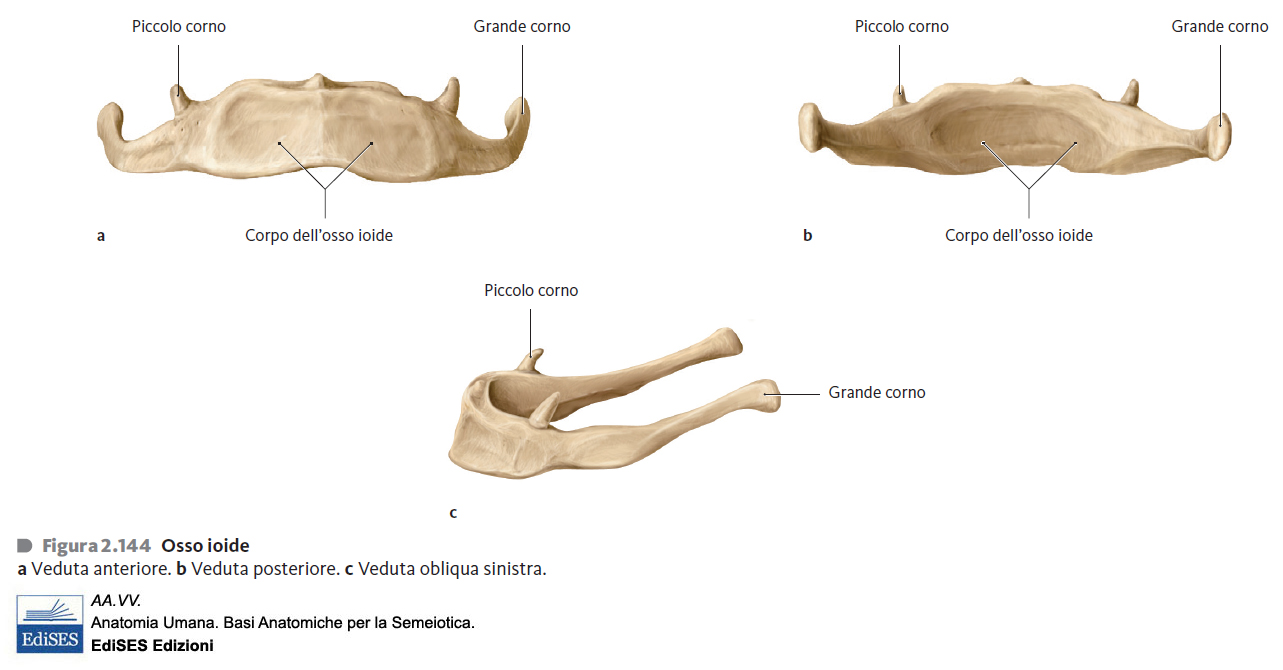 Piccolo corno
Grande corno
Piccolo corno
Grande corno
a
Corpo dell'osso ioide
b
Corpo dell'osso ioide
Piccolo corno
Grande corno
c
Figura 2.144 Osso ioide
a Veduta anteriore. b Veduta posteriore. c Veduta obliqua sinistra.
AA.VV.
Anatomia Umana. Basi Anatomiche per la Semeiotica.
EdiSES
EdiSES Edizioni